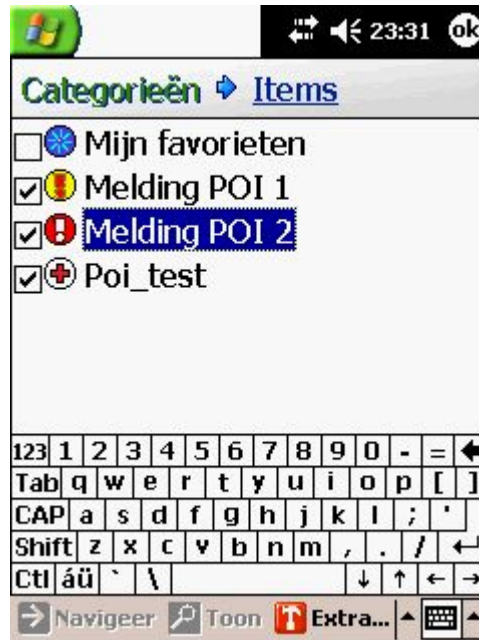 23:31 ok
Categorieën Items
Mijn favorieten
Melding POI 1
Melding POI 2
Poi_test
123 1 2 3 4 5 6 7 8 9 0 - =
Tab q w e r t y u i o p [ ]
CAP a s d f g h j k l ; '
Shift z x c v b n m , . /
Ctl áü ` \
Navigeer Toon Extra...